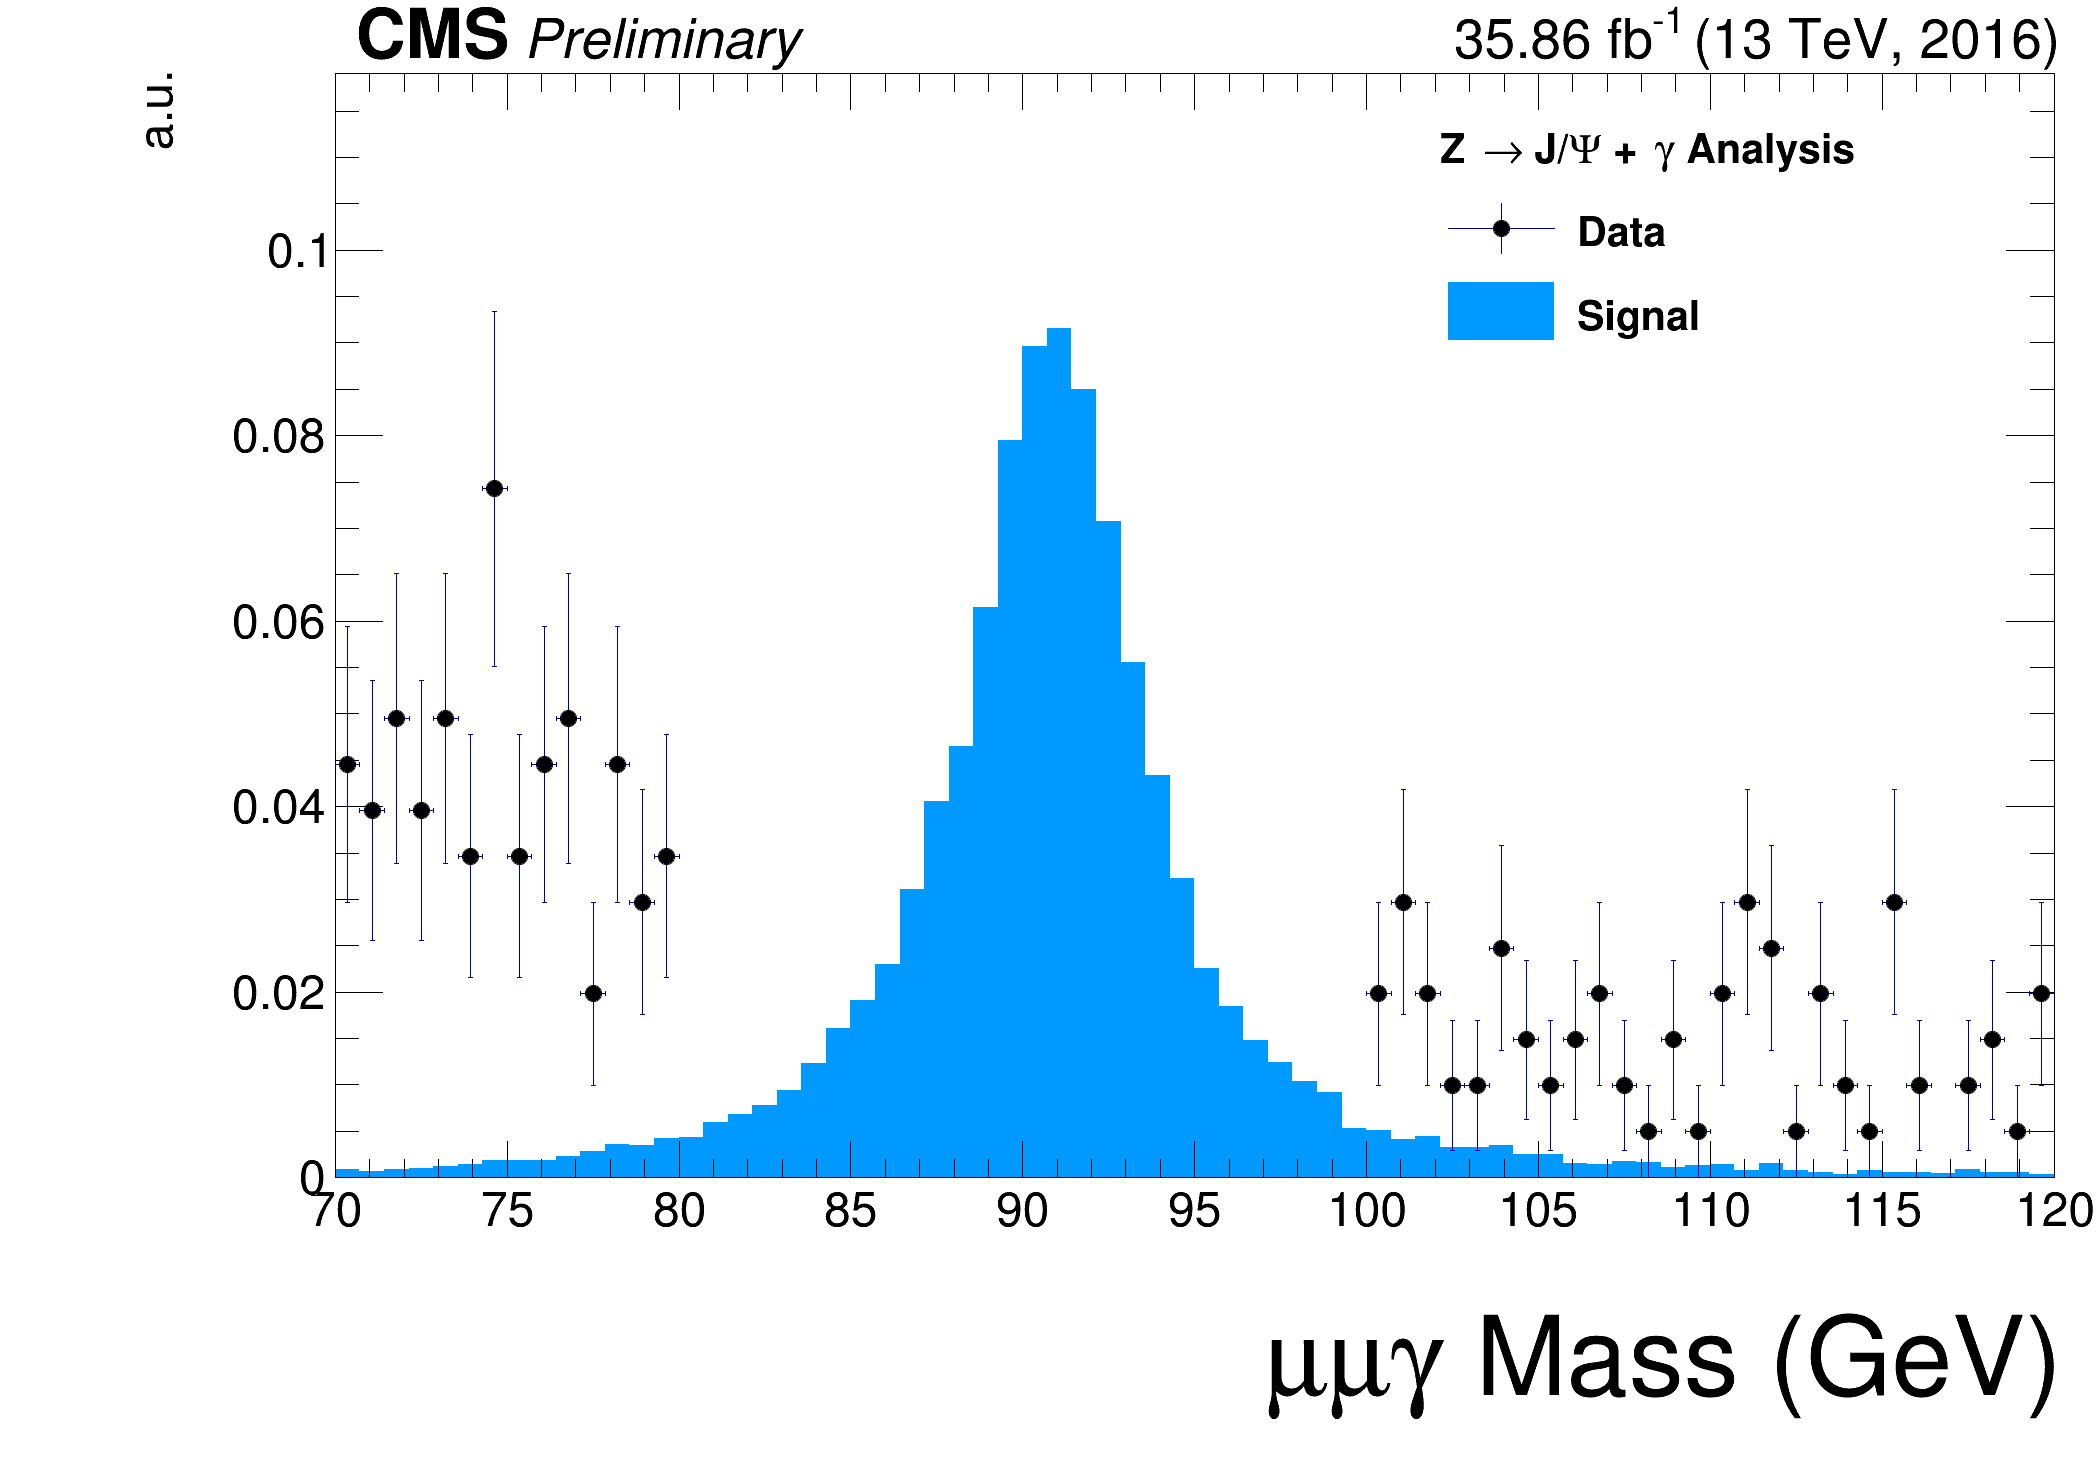 CMS Preliminary 35.86 fb⁻¹ (13 TeV, 2016)
a.u.
Z → J/Ψ + γ Analysis
Data
Signal
0.1
0.08
0.06
0.04
0.02
0
70 75 80 85 90 95 100 105 110 115 120
μμγ Mass (GeV)